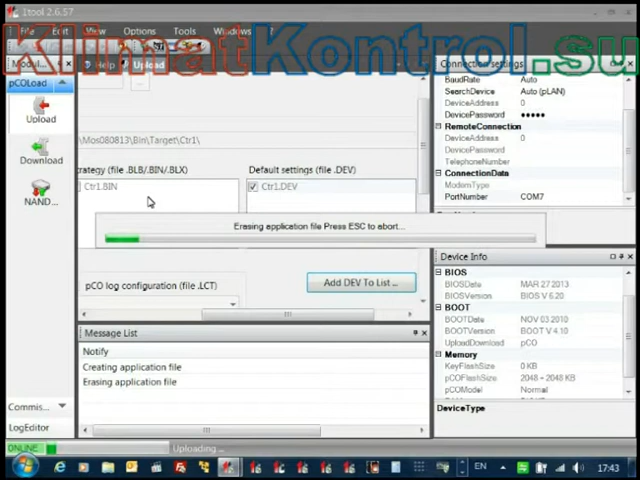 1tool 2.6.57
File Edit View Options Tools Windows ?
KlimatKontrol.su
Modul...
pCOLoad
Upload
Download
NAND...
Commis...
LogEditor
Help Upload
\Mos080813\Bin\Target\Ctr1\
trategy (file .BLB/.BIN/.BLX)
Ctr1.BIN
Default settings (file .DEV)
Ctr1.DEV
Erasing application file Press ESC to abort...
pCO log configuration (file .LCT)
Add DEV To List ...
Message List
Notify
Creating application file
Erasing application file
Connection settings
BaudRate Auto
SearchDevice Auto (pLAN)
DeviceAddress 0
DevicePassword •••••
RemoteConnection
DeviceAddress 0
DevicePassword
TelephoneNumber
ConnectionData
ModemType
PortNumber COM7
Device Info
BIOS
BIOSDate MAR 27 2013
BIOSVersion BIOS V 6.20
BOOT
BOOTDate NOV 03 2010
BOOTVersion BOOT V 4.10
UploadDownload pCO
Memory
KeyFlashSize 0 KB
pCOFlashSize 2048 + 2048 KB
pCOModel Normal
DeviceType
ONLINE Uploading...
EN 17:43